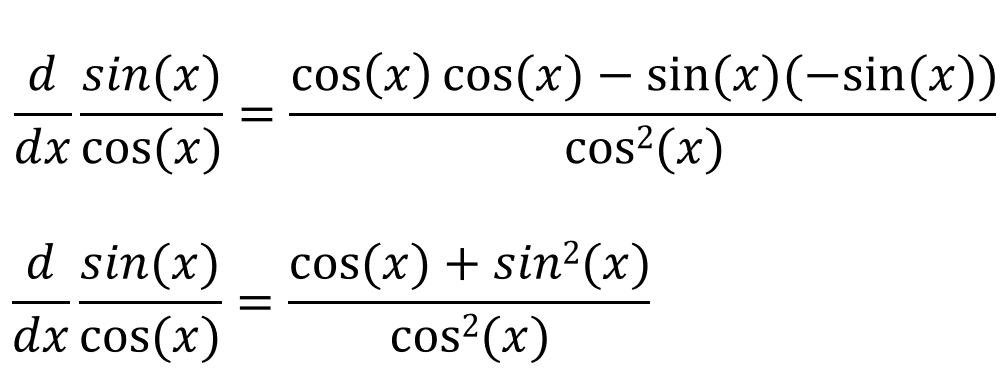 d/dx sin(x)/cos(x) = (cos(x) cos(x) − sin(x)(−sin(x)))/cos²(x)
d/dx sin(x)/cos(x) = (cos(x) + sin²(x))/cos²(x)